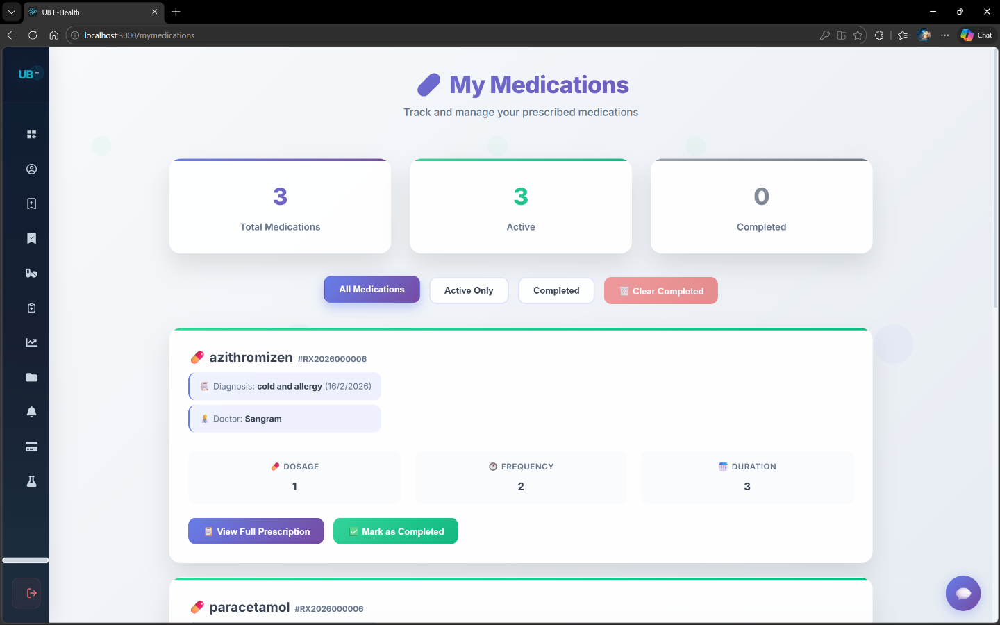 UB E-Health
localhost:3000/mymedications
Chat
UB
My Medications
Track and manage your prescribed medications
3
Total Medications
3
Active
0
Completed
All Medications
Active Only
Completed
Clear Completed
azithromizen #RX2026000006
Diagnosis: cold and allergy (16/2/2026)
Doctor: Sangram
DOSAGE
1
FREQUENCY
2
DURATION
3
View Full Prescription
Mark as Completed
paracetamol #RX2026000006